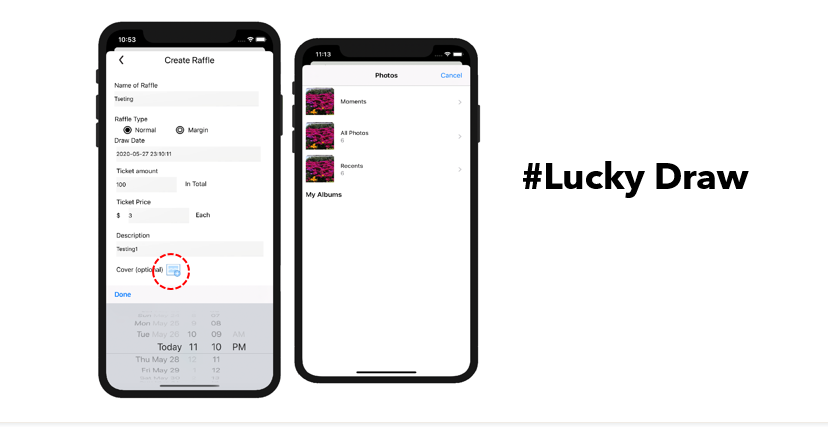 10:53
Create Raffle
Name of Raffle
Testing
Raffle Type
Normal
Margin
Draw Date
2020-05-27 23:10:11
Ticket amount
100
In Total
Ticket Price
$ 3
Each
Description
Testing1
Cover (optional)
Done
Mon May 25 9 08
Tue May 26 10 09 AM
Today 11 10 PM
Thu May 28 12 11
Fri May 29 1 12
11:13
Photos
Cancel
Moments
All Photos
6
Recents
6
My Albums
#Lucky Draw